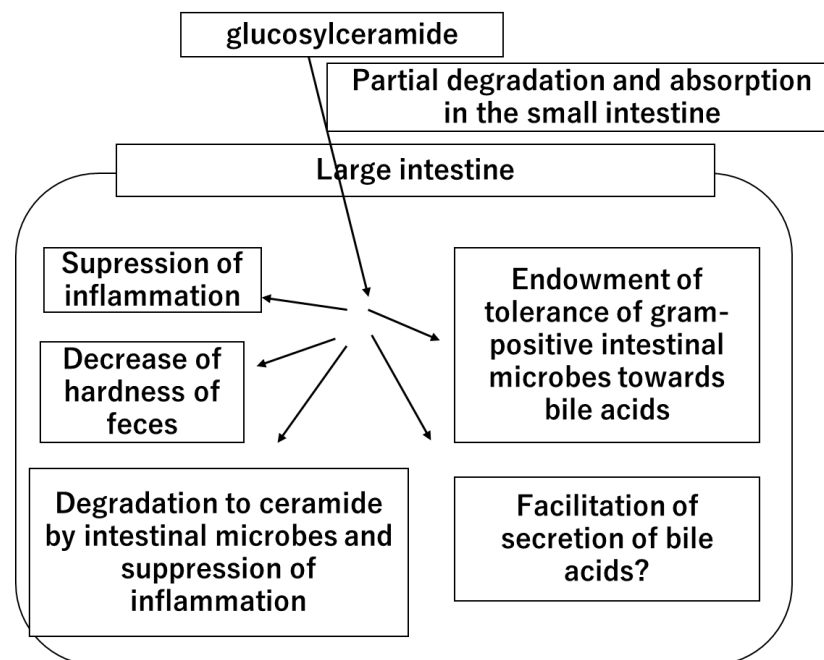 glucosylceramide
Partial degradation and absorption
in the small intestine
Large intestine
Supression of
inflammation
Decrease of
hardness of
feces
Degradation to ceramide
by intestinal microbes and
suppression of
inflammation
Endowment of
tolerance of gram-
positive intestinal
microbes towards
bile acids
Facilitation of
secretion of bile
acids?